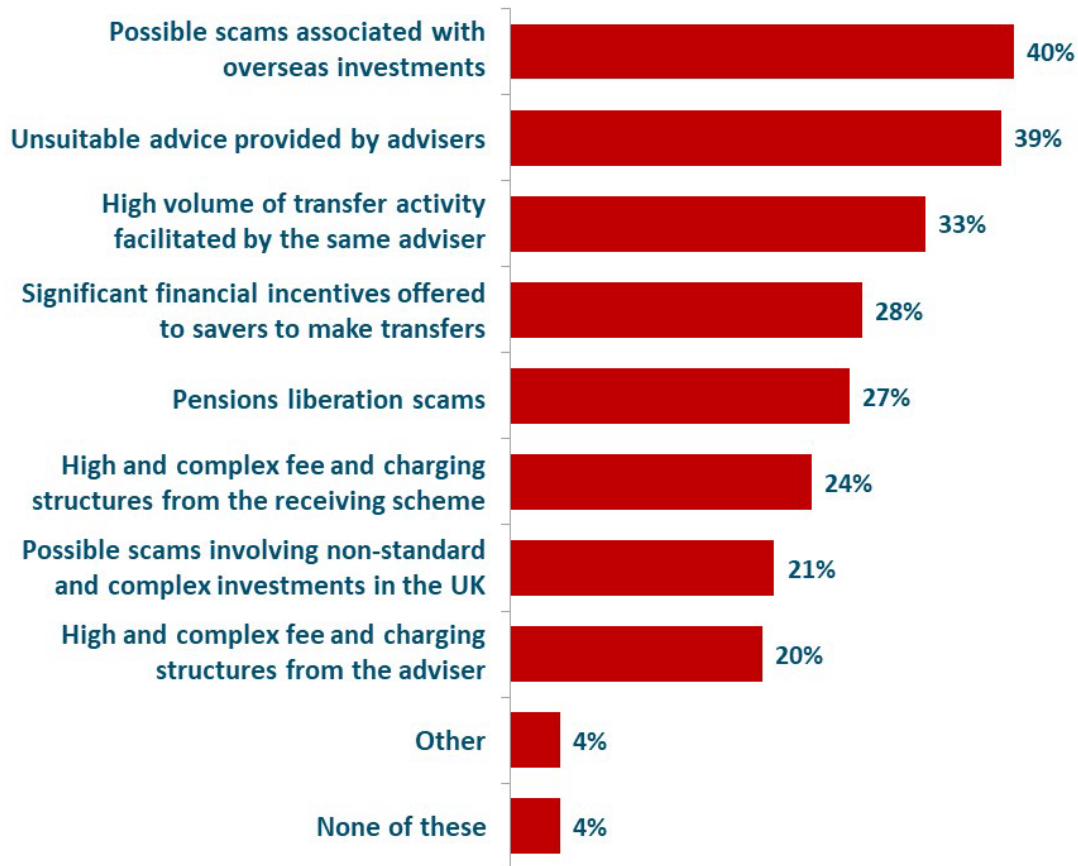 Possible scams associated with
overseas investments
40%
Unsuitable advice provided by advisers
39%
High volume of transfer activity
facilitated by the same adviser
33%
Significant financial incentives offered
to savers to make transfers
28%
Pensions liberation scams
27%
High and complex fee and charging
structures from the receiving scheme
24%
Possible scams involving non-standard
and complex investments in the UK
21%
High and complex fee and charging
structures from the adviser
20%
Other
4%
None of these
4%